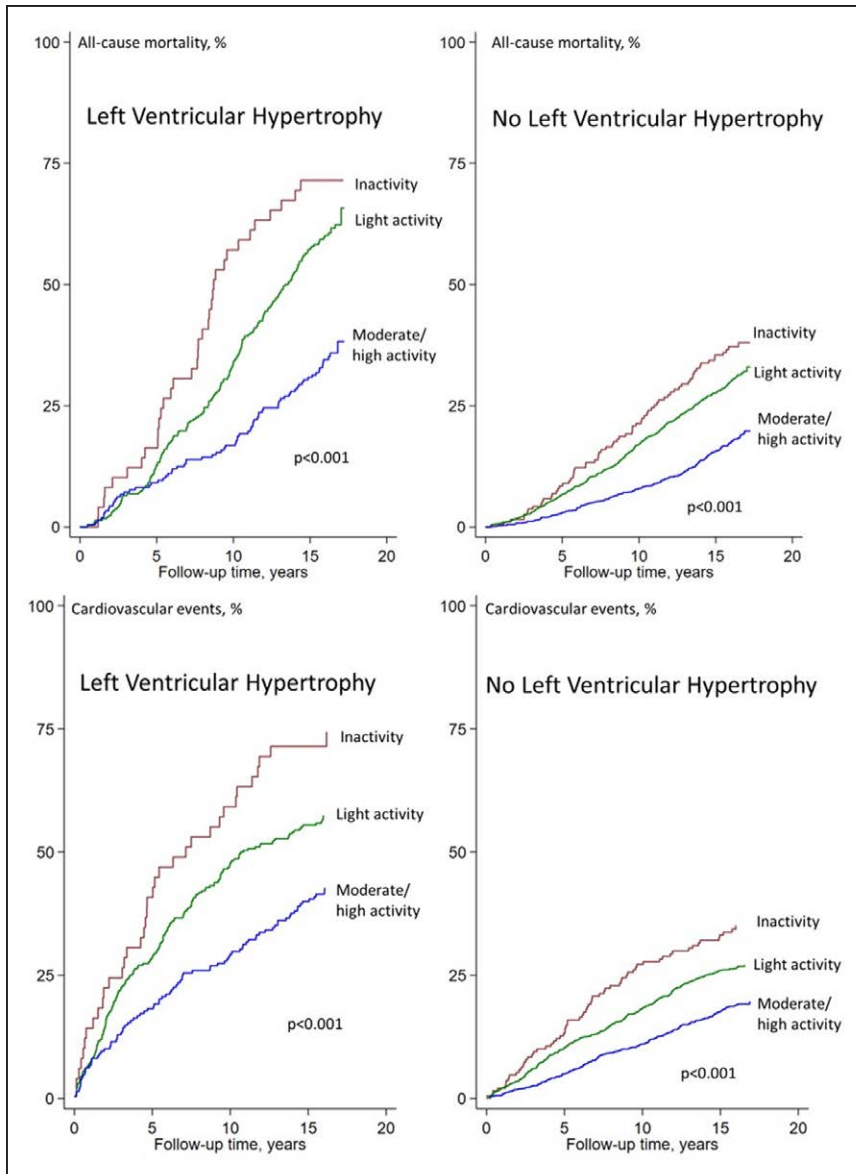 All-cause mortality, %
Left Ventricular Hypertrophy
100
75
50
25
0
Inactivity
Light activity
Moderate/
high activity
p<0.001
0 5 10 15 20
Follow-up time, years
All-cause mortality, %
No Left Ventricular Hypertrophy
100
75
50
25
0
Inactivity
Light activity
Moderate/
high activity
p<0.001
0 5 10 15 20
Follow-up time, years
Cardiovascular events, %
Left Ventricular Hypertrophy
100
75
50
25
0
Inactivity
Light activity
Moderate/
high activity
p<0.001
0 5 10 15 20
Follow-up time, years
Cardiovascular events, %
No Left Ventricular Hypertrophy
100
75
50
25
0
Inactivity
Light activity
Moderate/
high activity
p<0.001
0 5 10 15 20
Follow-up time, years